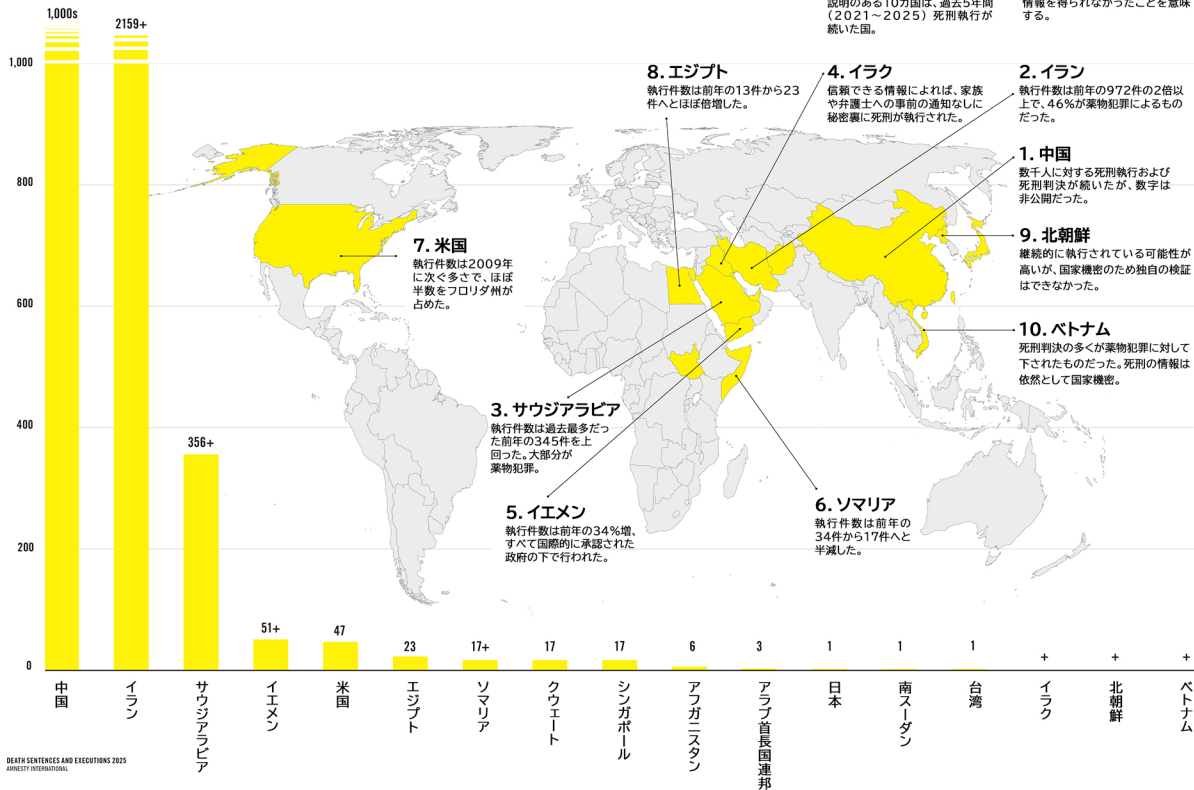 説明のある10カ国は、過去5年間
(2021～2025) 死刑執行が
続いた国。
情報を得られなかったことを意味
する。
1,000s
2159+
1,000
800
600
400
200
0
356+
51+
47
23
17+
17
17
6
3
1
1
1
+
+
+
8. エジプト
執行件数は前年の13件から23
件へとほぼ倍増した。
4. イラク
信頼できる情報によれば、家族
や弁護士への事前の通知なしに
秘密裏に死刑が執行された。
2. イラン
執行件数は前年の972件の2倍以
上で、46%が薬物犯罪によるもの
だった。
1. 中国
数千人に対する死刑執行および
死刑判決が続いたが、数字は
非公開だった。
9. 北朝鮮
継続的に執行されている可能性が
高いが、国家機密のため独自の検証
はできなかった。
7. 米国
執行件数は2009年
に次ぐ多さで、ほぼ
半数をフロリダ州が
占めた。
10. ベトナム
死刑判決の多くが薬物犯罪に対して
下されたものだった。死刑の情報は
依然として国家機密。
3. サウジアラビア
執行件数は過去最多だっ
た前年の345件を上
回った。大部分が
薬物犯罪。
5. イエメン
執行件数は前年の34%増、
すべて国際的に承認された
政府の下で行われた。
6. ソマリア
執行件数は前年の
34件から17件へと
半減した。
中国
イラン
サウジアラビア
イエメン
米国
エジプト
ソマリア
クウェート
シンガポール
アフガニスタン
アラブ首長国連邦
日本
南スーダン
台湾
イラク
北朝鮮
ベトナム
DEATH SENTENCES AND EXECUTIONS 2025
AMNESTY INTERNATIONAL